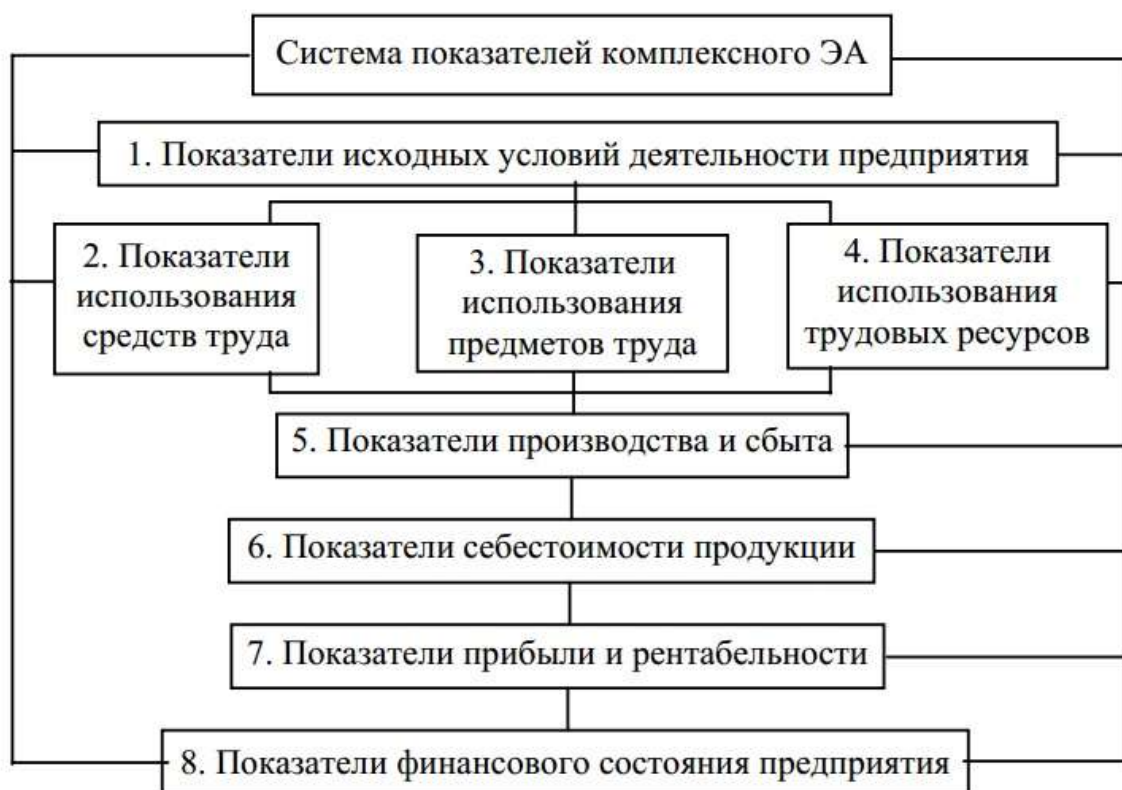 Система показателей комплексного ЭА
1. Показатели исходных условий деятельности предприятия
2. Показатели
использования
средств труда
3. Показатели
использования
предметов труда
4. Показатели
использования
трудовых ресурсов
5. Показатели производства и сбыта
6. Показатели себестоимости продукции
7. Показатели прибыли и рентабельности
8. Показатели финансового состояния предприятия